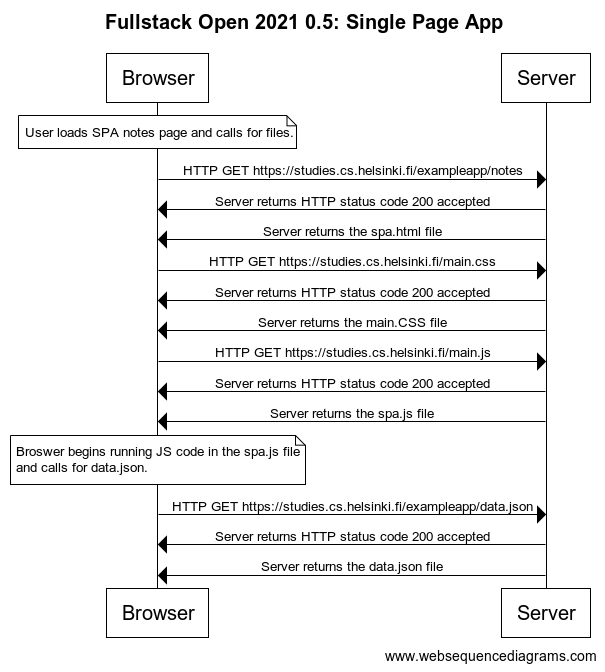 Fullstack Open 2021 0.5: Single Page App
Browser
Server
User loads SPA notes page and calls for files.
HTTP GET https://studies.cs.helsinki.fi/exampleapp/notes
Server returns HTTP status code 200 accepted
Server returns the spa.html file
HTTP GET https://studies.cs.helsinki.fi/main.css
Server returns HTTP status code 200 accepted
Server returns the main.CSS file
HTTP GET https://studies.cs.helsinki.fi/main.js
Server returns HTTP status code 200 accepted
Server returns the spa.js file
Broswer begins running JS code in the spa.js file
and calls for data.json.
HTTP GET https://studies.cs.helsinki.fi/exampleapp/data.json
Server returns HTTP status code 200 accepted
Server returns the data.json file
Browser
Server
www.websequencediagrams.com